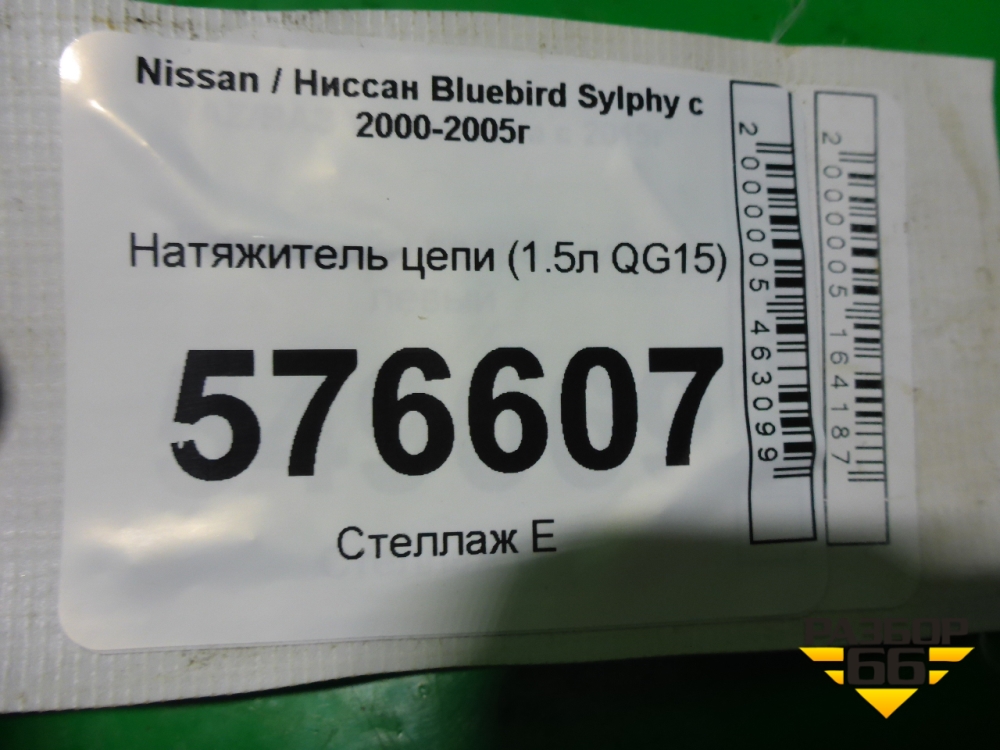 Nissan / Ниссан Bluebird Sylphy с
2000-2005г
Натяжитель цепи (1.5л QG15)
576607
Стеллаж Е
2000005463099
2000005164187
РАЗБОР
66